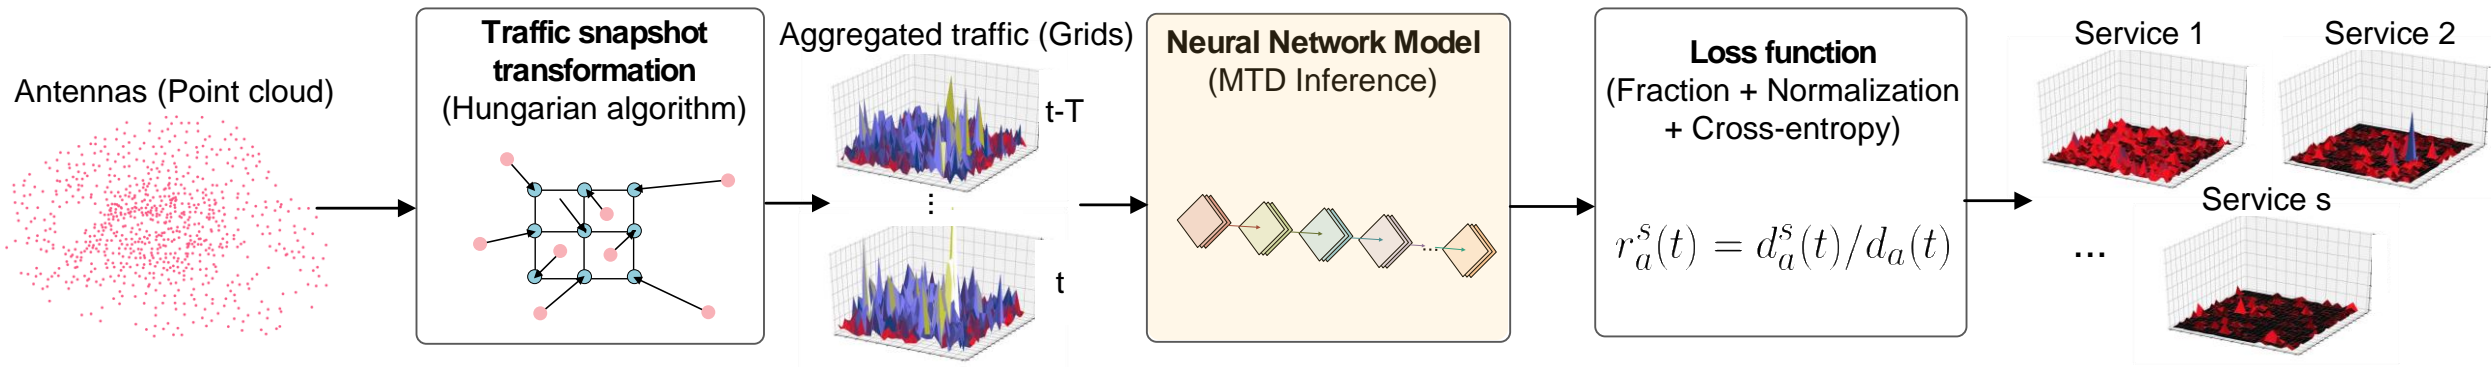 Antennas (Point cloud)
Traffic snapshot
transformation
(Hungarian algorithm)
Aggregated traffic (Grids)
t-T
⋮
t
Neural Network Model
(MTD Inference)
...
Loss function
(Fraction + Normalization
+ Cross-entropy)
$r_a^s(t) = d_a^s(t)/d_a(t)$
Service 1
Service 2
Service s
...